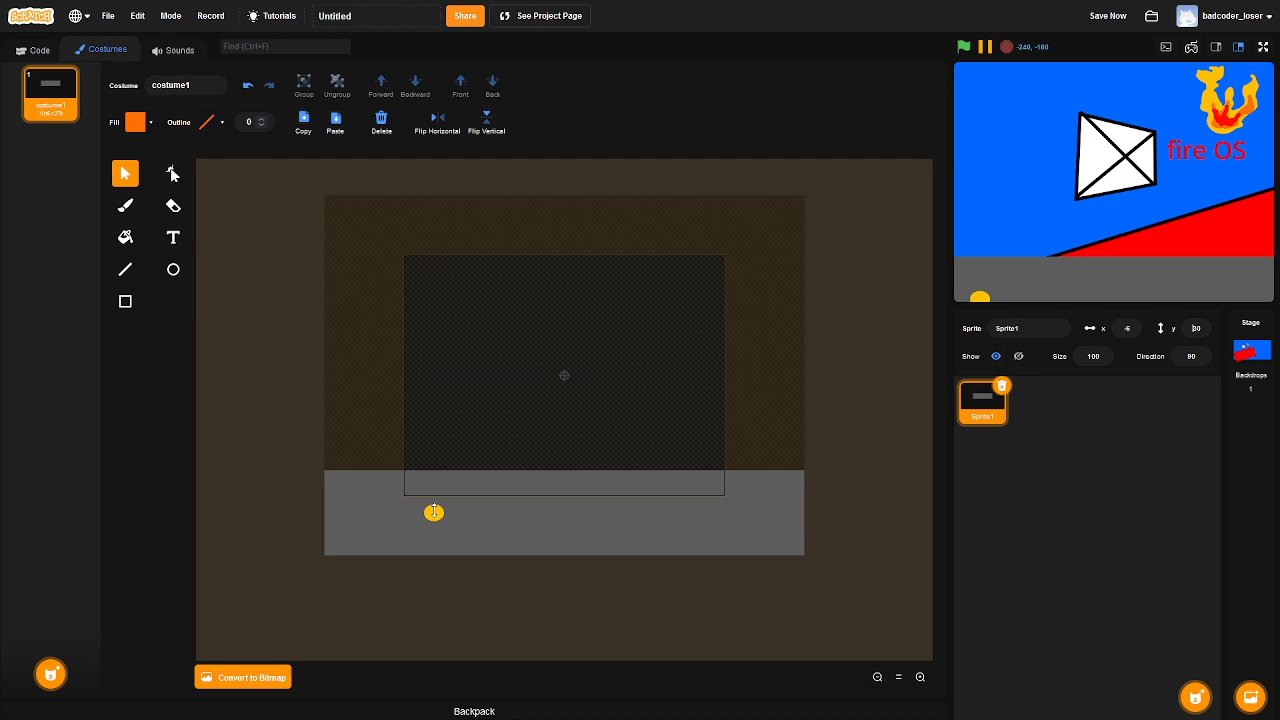 SCRATCH File Edit Mode Record Tutorials Untitled Share See Project Page Save Now badcoder_loser
Code Costumes Sounds Find (Ctrl+F) -240, -180
1
costume1
Costume costume1 Group Ungroup Forward Backward Front Back
Fill Outline 0 Copy Paste Delete Flip Horizontal Flip Vertical
fire OS
Sprite Sprite1 x -6 y 90 Stage
Show Size 100 Direction 90
Backdrops
1
Sprite1
Convert to Bitmap
Backpack